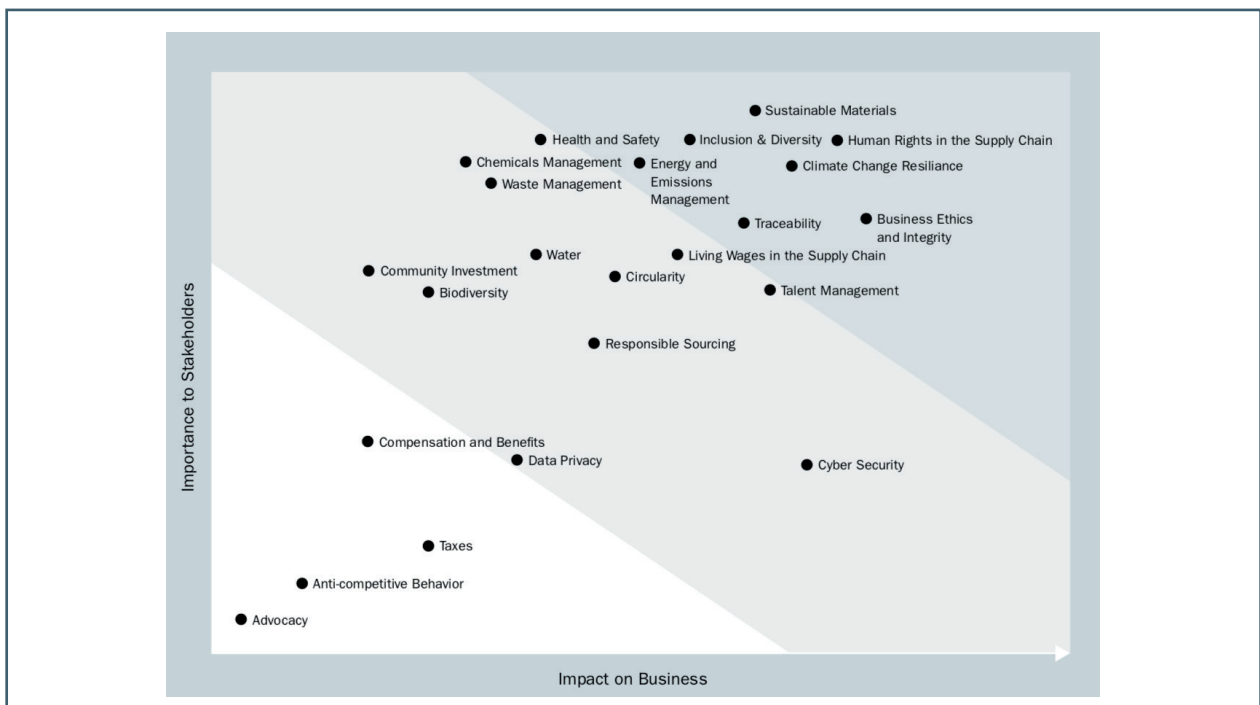 Sustainable Materials
Health and Safety
Inclusion & Diversity
Human Rights in the Supply Chain
Chemicals Management
Energy and
Emissions
Management
Climate Change Resiliance
Waste Management
Traceability
Business Ethics
and Integrity
Water
Living Wages in the Supply Chain
Community Investment
Circularity
Biodiversity
Talent Management
Responsible Sourcing
Importance to Stakeholders
Compensation and Benefits
Data Privacy
Cyber Security
Taxes
Anti-competitive Behavior
Advocacy
Impact on Business